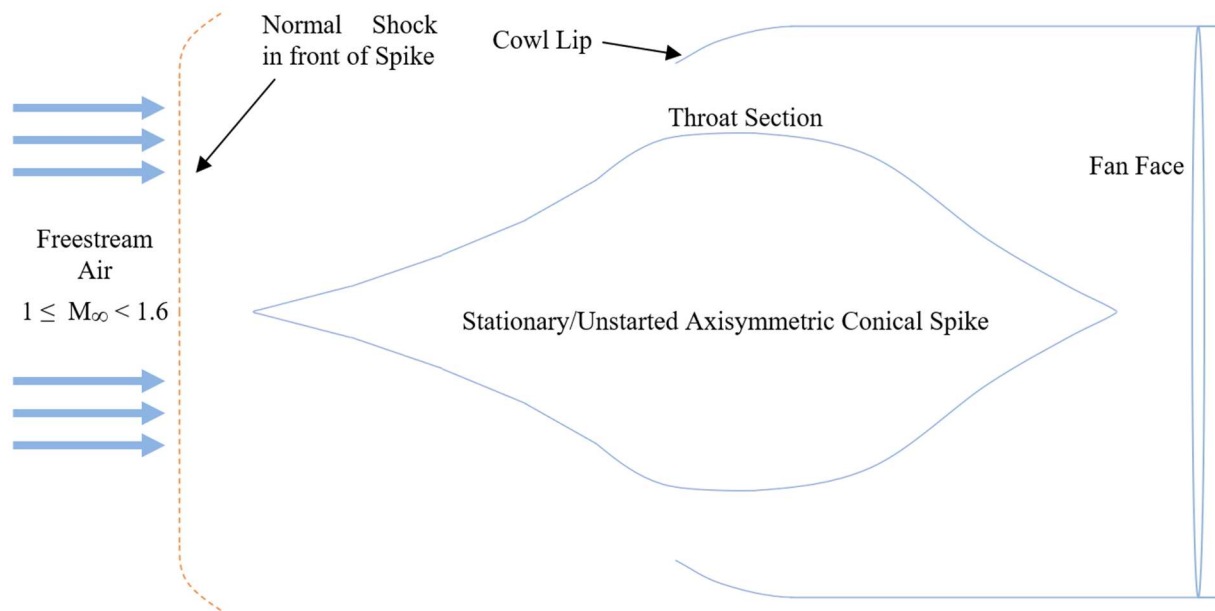 Normal Shock
in front of Spike
Cowl Lip
Throat Section
Fan Face
Freestream
Air
1 ≤ M∞ < 1.6
Stationary/Unstarted Axisymmetric Conical Spike